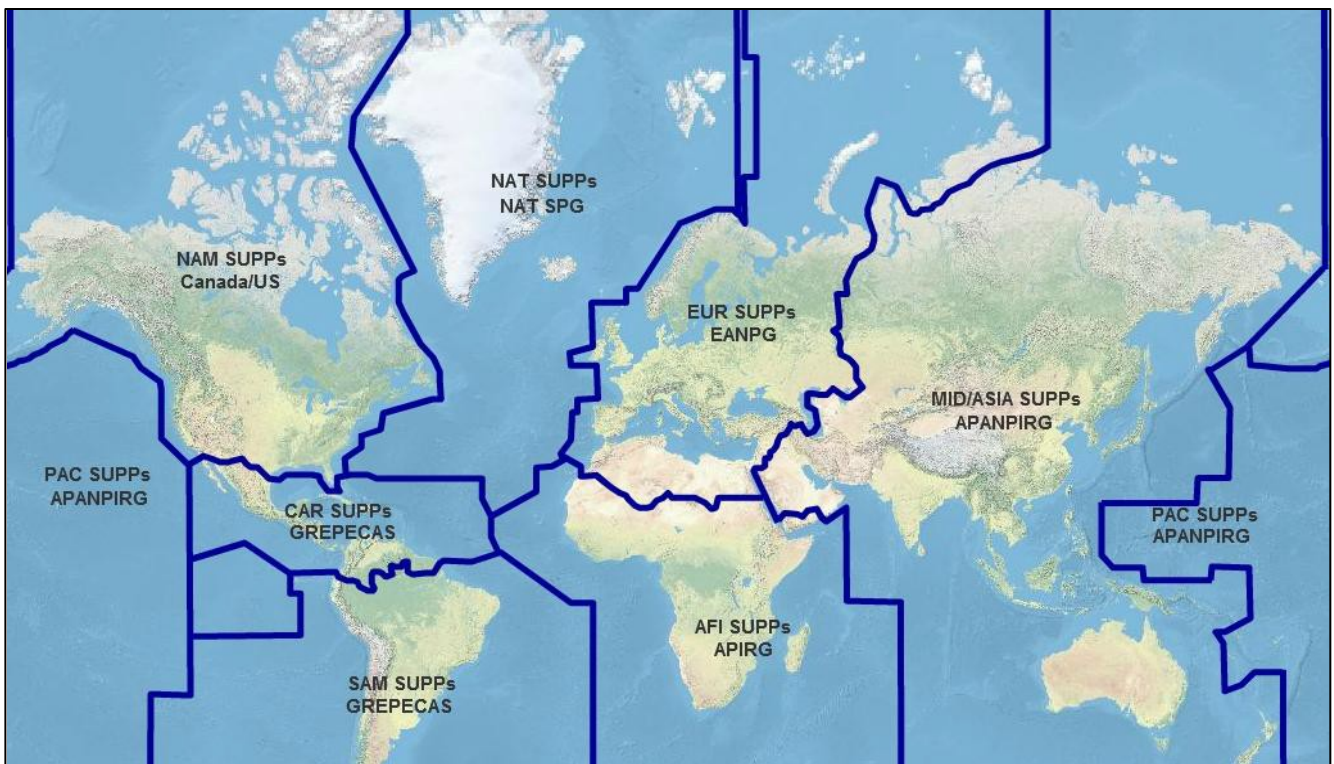 NAT SUPPs
NAT SPG
NAM SUPPs
Canada/US
EUR SUPPs
EANPG
MID/ASIA SUPPs
APANPIRG
PAC SUPPs
APANPIRG
CAR SUPPs
GREPECAS
PAC SUPPs
APANPIRG
AFI SUPPs
APIRG
SAM SUPPs
GREPECAS